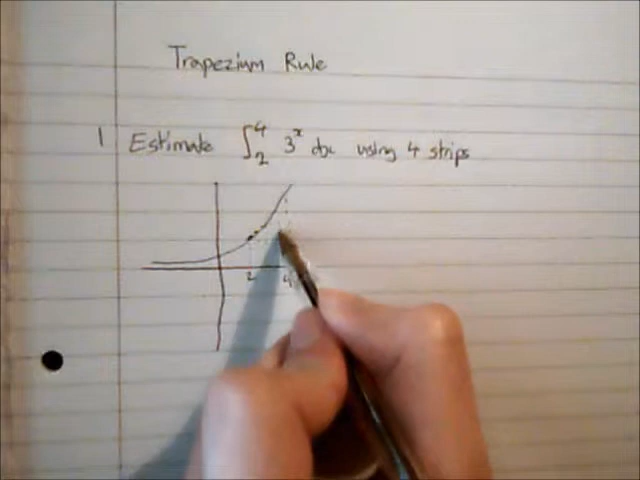 Trapezium Rule
1 Estimate ∫₂⁴ 3ˣ dx using 4 strips
2 4